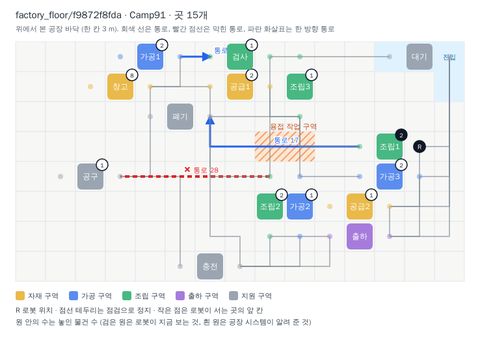 factory_floor/f9872f8fda · Camp91 · 곳 15개
위에서 본 공장 바닥 (한 칸 3 m). 회색 선은 통로, 빨간 점선은 막힌 통로, 파란 화살표는 한 방향 통로
가공1 2
통로
검사 1
대기
진입
창고 8
공급1 2
조립3 1
폐기
용접 작업 구역
통로 17
조립1 2
R
공구 1
✖ 통로 28
가공3 2
조립2 2
가공2 1
공급2 1
출하
충전
자재 구역
가공 구역
조립 구역
출하 구역
지원 구역
R 로봇 위치 · 점선 테두리는 점검으로 정지 · 작은 점은 로봇이 서는 곳의 앞 칸
원 안의 수는 놓인 물건 수 (검은 원은 로봇이 지금 보는 것, 흰 원은 공장 시스템이 알려 준 것)